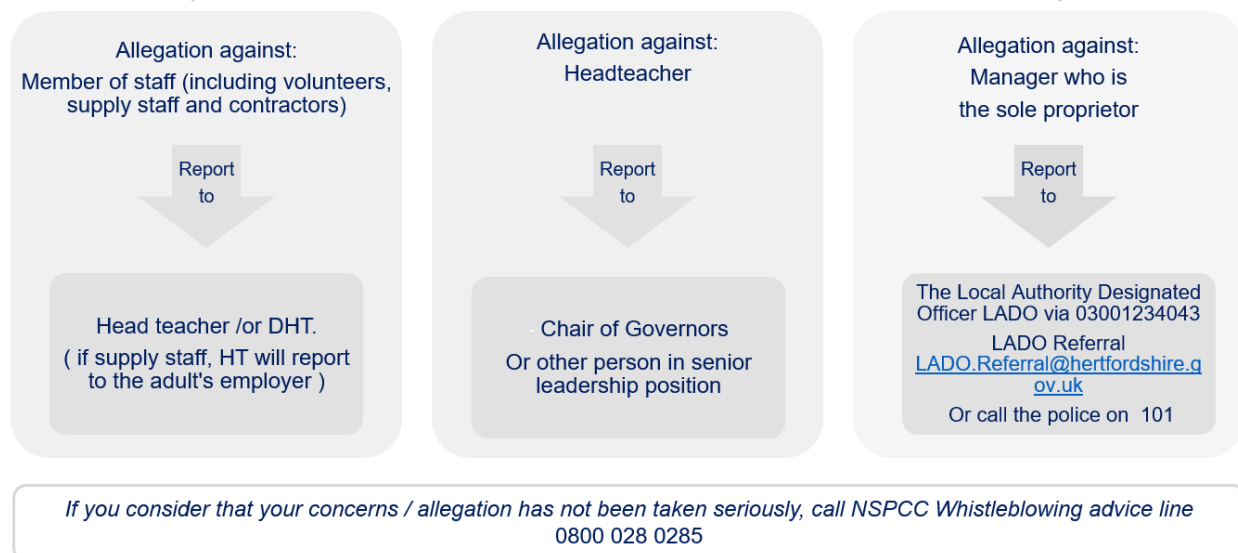 Allegation against:
Member of staff (including volunteers,
supply staff and contractors)
Report
to
Head teacher /or DHT.
( if supply staff, HT will report
to the adult's employer )
Allegation against:
Headteacher
Report
to
- Chair of Governors
Or other person in senior
leadership position
Allegation against:
Manager who is
the sole proprietor
Report
to
The Local Authority Designated
Officer LADO via 03001234043
LADO Referral
LADO.Referral@hertfordshire.g
ov.uk
Or call the police on 101
If you consider that your concerns / allegation has not been taken seriously, call NSPCC Whistleblowing advice line
0800 028 0285